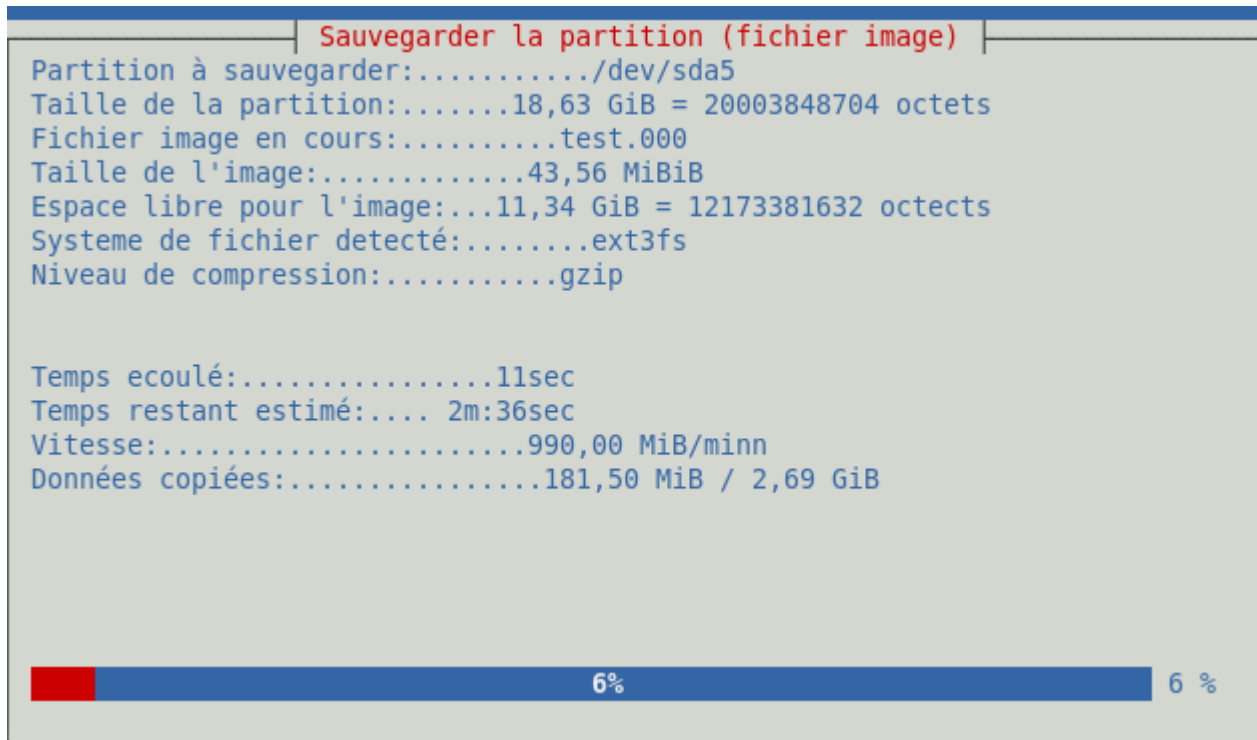 Sauvegarder la partition (fichier image)
Partition à sauvegarder:.........../dev/sda5
Taille de la partition:.......18,63 GiB = 20003848704 octets
Fichier image en cours:..........test.000
Taille de l'image:.............43,56 MiBiB
Espace libre pour l'image:...11,34 GiB = 12173381632 octects
Systeme de fichier detecté:........ext3fs
Niveau de compression:...........gzip
Temps ecoulé:................11sec
Temps restant estimé:.... 2m:36sec
Vitesse:.......................990,00 MiB/minn
Données copiées:................181,50 MiB / 2,69 GiB
6% 6 %